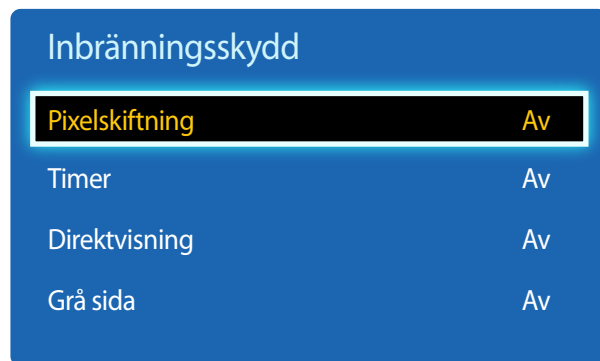 Inbränningsskydd
Pixelskiftning Av
Timer Av
Direktvisning Av
Grå sida Av